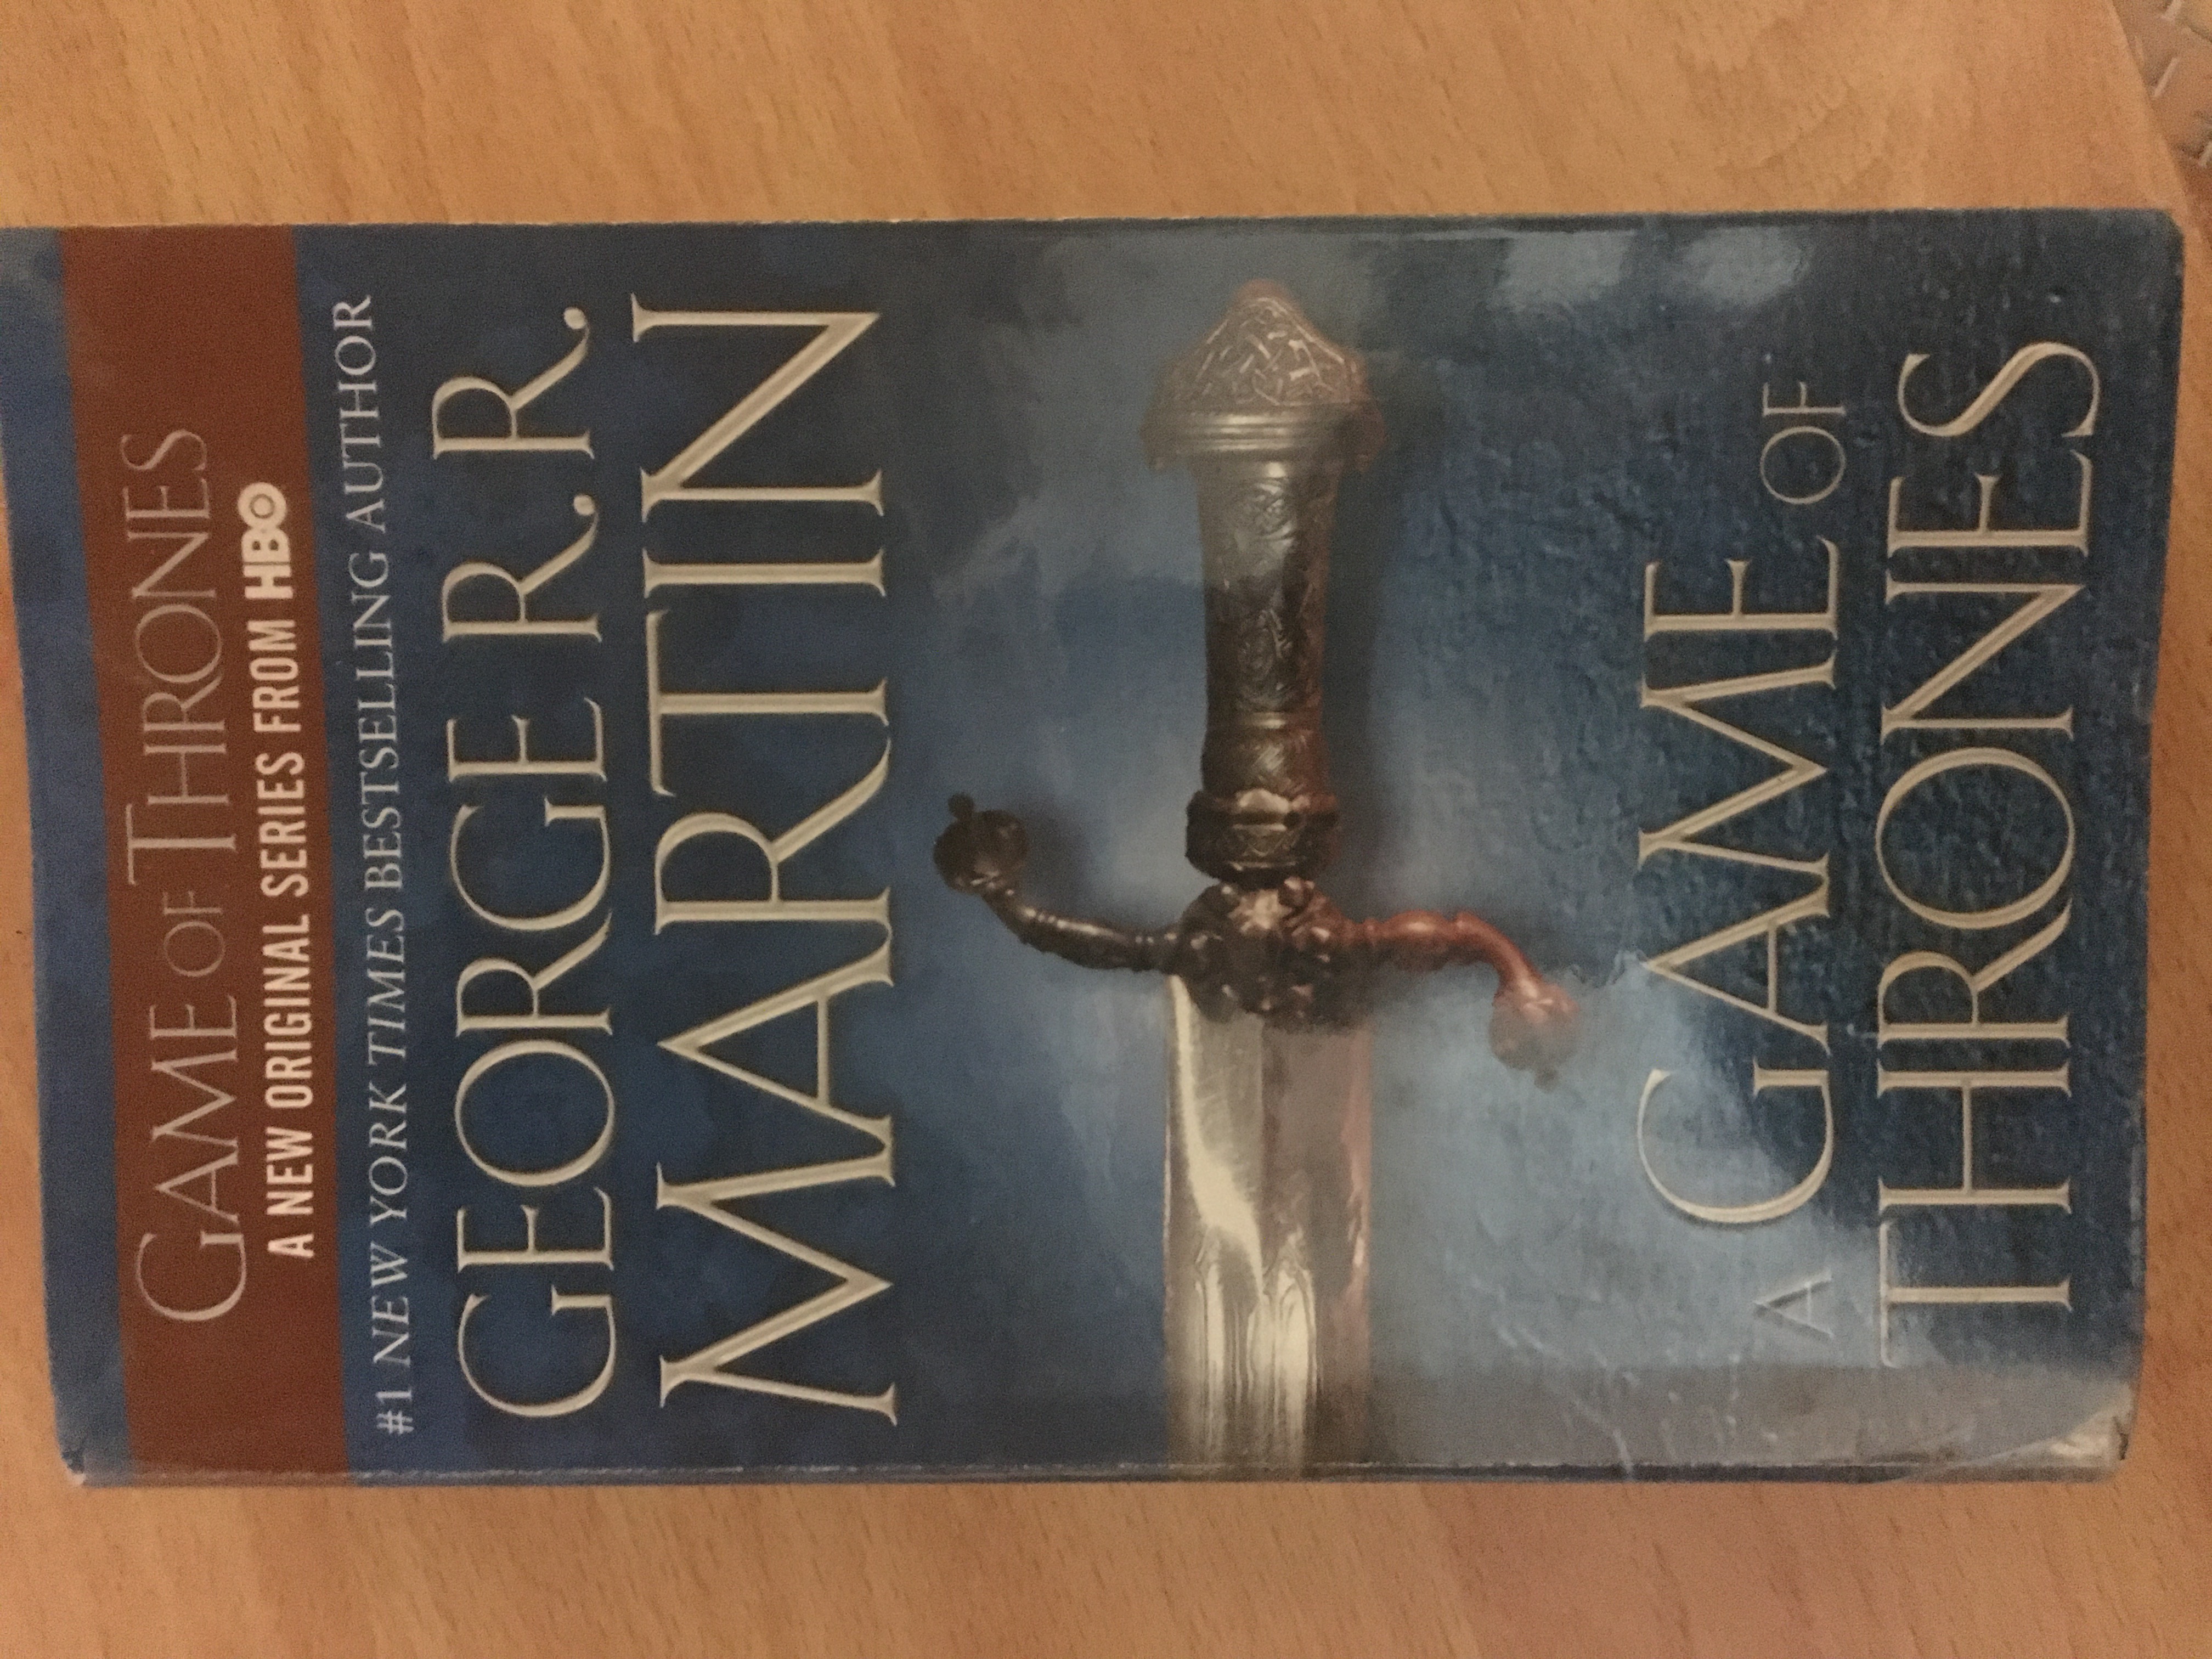 GAME OF THRONES
A NEW ORIGINAL SERIES FROM HBO
#1 NEW YORK TIMES BESTSELLING AUTHOR
GEORGE R. R.
MARTIN
A GAME OF
THRONES